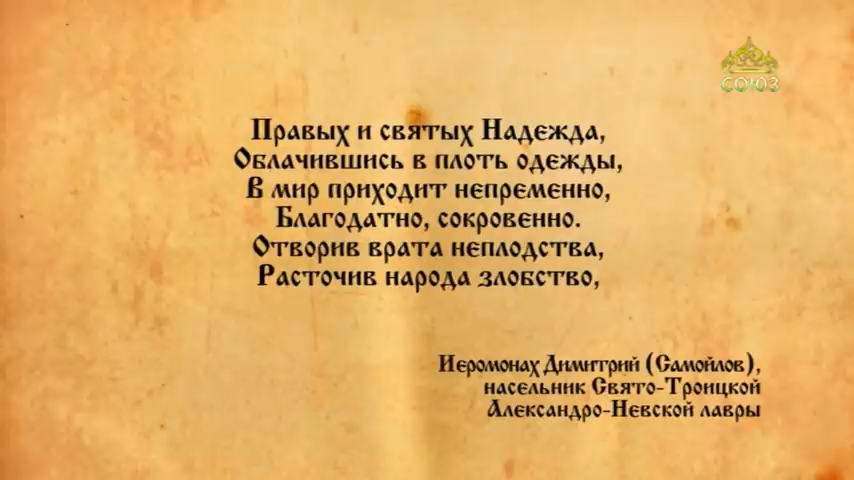 СОЮЗ
Правых и святых Надежда,
Облачившись в плоть одежды,
В мир приходит непременно,
Благодатно, сокровенно.
Отворив врата неплодства,
Расточив народа злобство,
Иеромонах Димитрий (Самойлов),
насельник Свято-Троицкой
Александро-Невской лавры